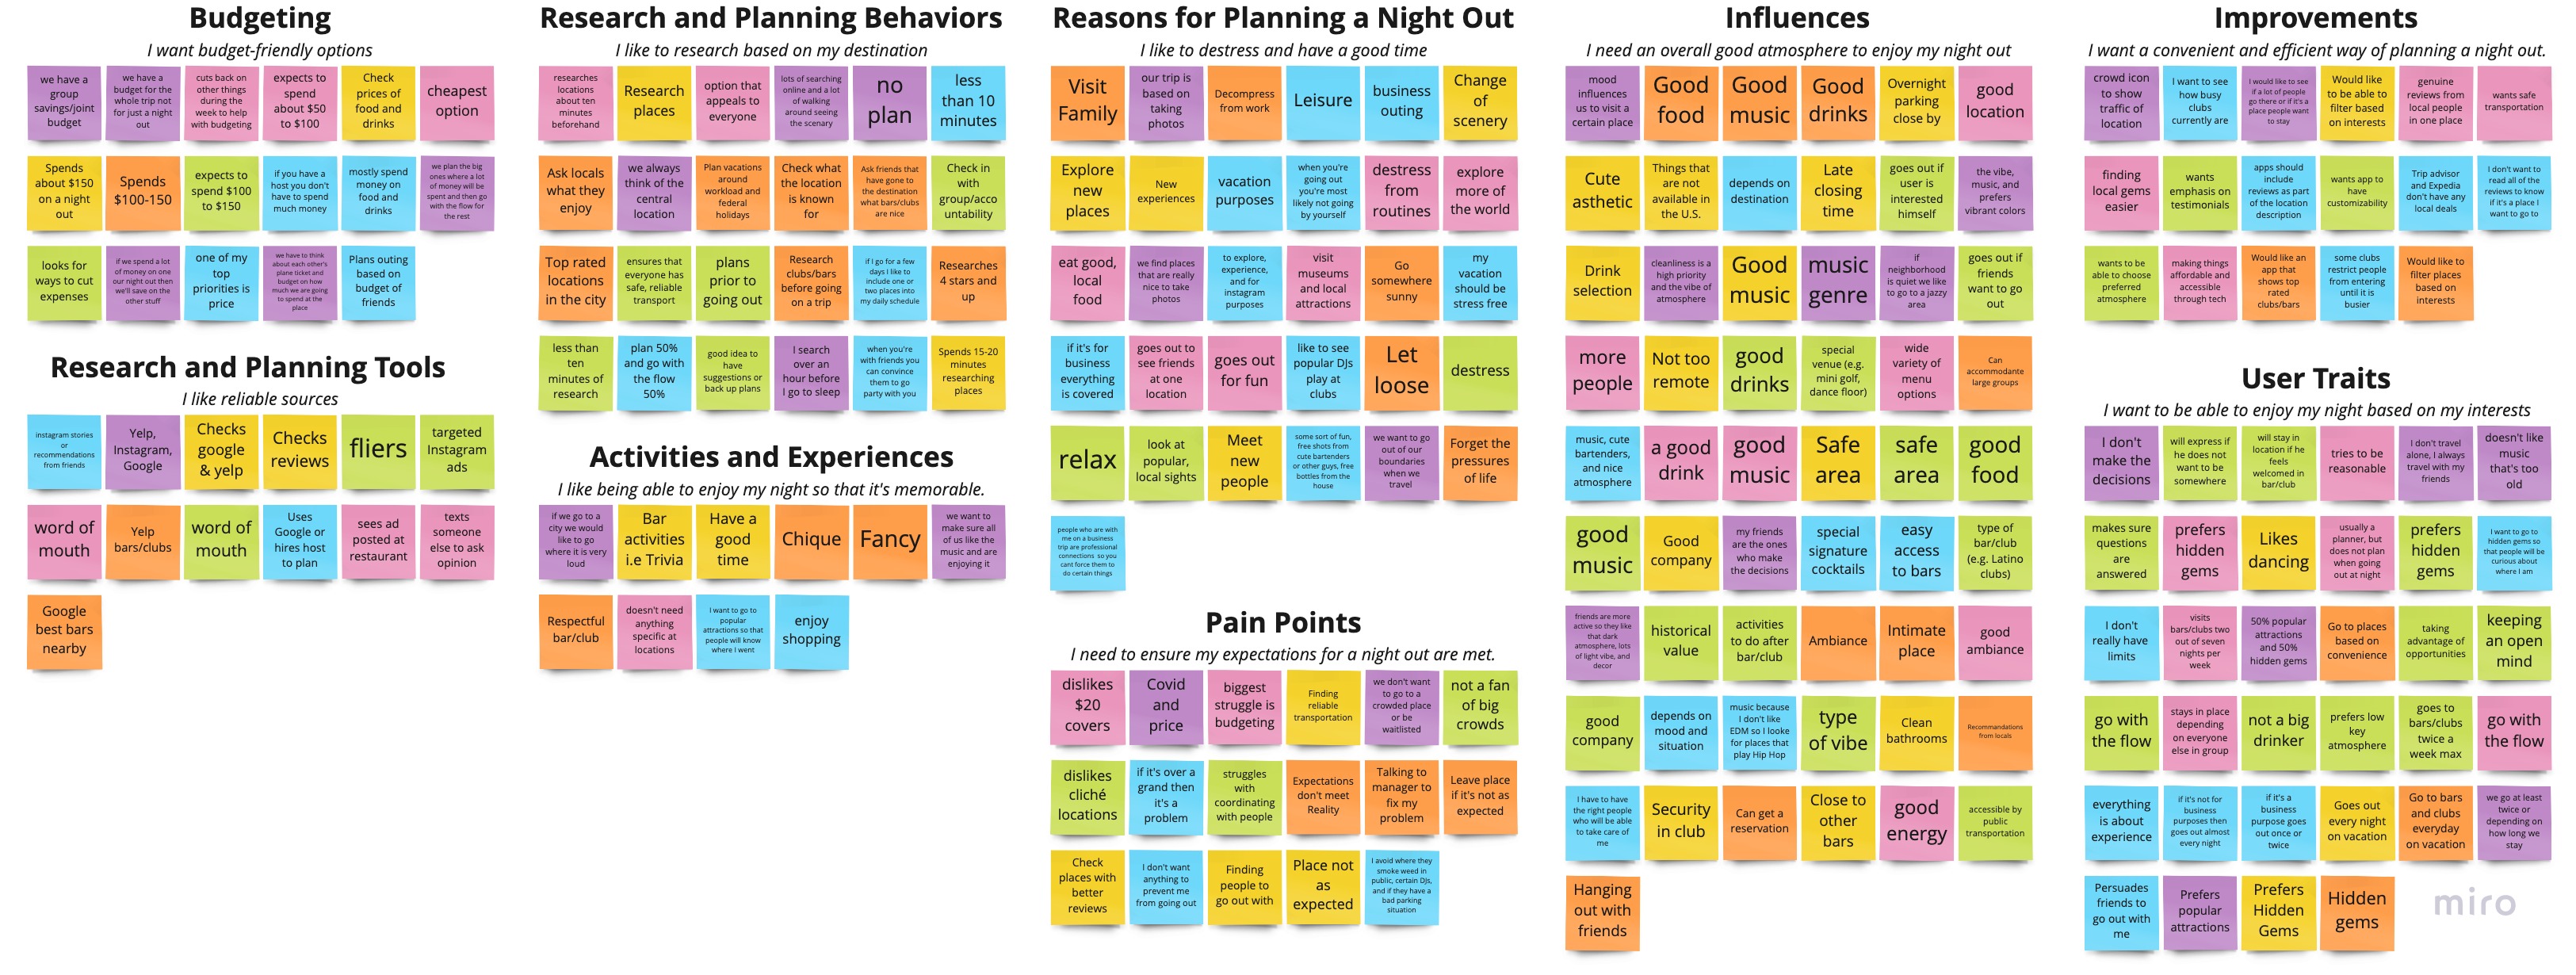 Budgeting
I want budget-friendly options
we have a
group
savings/joint
budget
we have a
budget for the
whole trip not
for just a night
out
cuts back on
other things
during the
week to help
with budgeting
expects to
spend
about $50
to $100
Check
prices of
food and
drinks
cheapest
option
Spends
about $150
on a night
out
Spends
$100-150
expects to
spend $100
to $150
if you have a
host you don't
have to spend
much money
mostly spend
money on
food and
drinks
we plan the big
ones where a lot
of money will be
spent and then go
with the flow for
the rest
looks for
ways to cut
expenses
if we spend a lot
of money on one
our night out then
we'll save on the
other stuff
one of my
top
priorities is
price
we have to think
about each other's
plane ticket and
budget on how
much we are going
to spend at the
place
Plans outing
based on
budget of
friends
Research and Planning Tools
I like reliable sources
instagram stories
or
recommendations
from friends
Yelp,
Instagram,
Google
Checks
google
& yelp
Checks
reviews
fliers
targeted
Instagram
ads
word of
mouth
Yelp
bars/clubs
word of
mouth
Uses
Google or
hires host
to plan
sees ad
posted at
restaurant
texts
someone
else to ask
opinion
Google
best bars
nearby
Research and Planning Behaviors
I like to research based on my destination
researches
locations
about ten
minutes
beforehand
Research
places
option that
appeals to
everyone
lots of searching
online and a lot
of walking
around seeing
the scenary
no
plan
less
than 10
minutes
Ask locals
what they
enjoy
we always
think of the
central
location
Plan vacations
around
workload and
federal
holidays
Check what
the location
is known
for
Ask friends that
have gone to
the destination
what bars/clubs
are nice
Check in
with
group/acco
untability
Top rated
locations
in the city
ensures that
everyone has
safe, reliable
transport
plans
prior to
going out
Research
clubs/bars
before going
on a trip
if I go for a few
days I like to
include one or
two places into
my daily schedule
Researches
4 stars and
up
less than
ten
minutes of
research
plan 50%
and go with
the flow
50%
good idea to
have
suggestions or
back up plans
I search
over an
hour before
I go to sleep
when you're
with friends you
can convince
them to go
party with you
Spends 15-20
minutes
researching
places
Activities and Experiences
I like being able to enjoy my night so that it's memorable.
if we go to a
city we would
like to go
where it is very
loud
Bar
activities
i.e Trivia
Have a
good
time
Chique
Fancy
we want to
make sure all
of us like the
music and are
enjoying it
Respectful
bar/club
doesn't need
anything
specific at
locations
I want to go to
popular
attractions so that
people will know
where I went
enjoy
shopping
Reasons for Planning a Night Out
I like to destress and have a good time
Visit
Family
our trip is
based on
taking
photos
Decompress
from work
Leisure
business
outing
Change
of
scenery
Explore
new
places
New
experiences
vacation
purposes
when you're
going out
you're most
likely not going
by yourself
destress
from
routines
explore
more of
the world
eat good,
local
food
we find places
that are really
nice to take
photos
to explore,
experience,
and for
instagram
purposes
visit
museums
and local
attractions
Go
somewhere
sunny
my
vacation
should be
stress free
if it's for
business
everything
is covered
goes out to
see friends
at one
location
goes out
for fun
like to see
popular DJs
play at
clubs
Let
loose
destress
relax
look at
popular,
local sights
Meet
new
people
some sort of fun,
free shots from
cute bartenders
or other guys, free
bottles from the
house
we want to go
out of our
boundaries
when we
travel
Forget the
pressures
of life
people who are with
me on a business
trip are professional
connections so you
cant force them to
do certain things
Pain Points
I need to ensure my expectations for a night out are met.
dislikes
$20
covers
Covid
and
price
biggest
struggle is
budgeting
Finding
reliable
transportation
we don't want
to go to a
crowded place
or be
waitlisted
not a fan
of big
crowds
dislikes
cliché
locations
if it's over a
grand then
it's a
problem
struggles
with
coordinating
with people
Expectations
don't meet
Reality
Talking to
manager to
fix my
problem
Leave place
if it's not as
expected
Check
places with
better
reviews
I don't want
anything to
prevent me
from going out
Finding
people to
go out with
Place not
as
expected
I avoid where they
smoke weed in
public, certain DJs,
and if they have a
bad parking
situation
Influences
I need an overall good atmosphere to enjoy my night out
mood
influences
us to visit a
certain place
Good
food
Good
music
Good
drinks
Overnight
parking
close by
good
location
Cute
asthetic
Things that
are not
available in
the U.S.
depends on
destination
Late
closing
time
goes out if
user is
interested
himself
the vibe,
music, and
prefers
vibrant colors
Drink
selection
cleanliness is a
high priority
and the vibe of
atmosphere
Good
music
music
genre
if
neighborhood
is quiet we like
to go to a jazzy
area
goes out if
friends
want to go
out
more
people
Not too
remote
good
drinks
special
venue (e.g.
mini golf,
dance floor)
wide
variety of
menu
options
Can
accommodante
large groups
music, cute
bartenders,
and nice
atmosphere
a good
drink
good
music
Safe
area
safe
area
good
food
good
music
Good
company
my friends
are the ones
who make
the decisions
special
signature
cocktails
easy
access
to bars
type of
bar/club
(e.g. Latino
clubs)
friends are more
active so they like
that dark
atmosphere, lots
of light vibe, and
decor
historical
value
activities
to do after
bar/club
Ambiance
Intimate
place
good
ambiance
good
company
depends on
mood and
situation
music because
I don't like
EDM so I looke
for places that
play Hip Hop
type
of vibe
Clean
bathrooms
Recommandations
from locals
I have to have
the right people
who will be able
to take care of
me
Security
in club
Can get a
reservation
Close to
other
bars
good
energy
accessible by
public
transportation
Hanging
out with
friends
Improvements
I want a convenient and efficient way of planning a night out.
crowd icon
to show
traffic of
location
I want to see
how busy
clubs
currently are
I would like to see
if a lot of people
go there or if it's a
place people want
to stay
Would like
to be able to
filter based
on interests
genuine
reviews from
local people
in one place
wants safe
transportation
finding
local gems
easier
wants
emphasis on
testimonials
apps should
include
reviews as part
of the location
description
wants app to
have
customizability
Trip advisor
and Expedia
don't have any
local deals
I don't want to
read all of the
reviews to know
if it's a place I
want to go to
wants to be
able to choose
preferred
atmosphere
making things
affordable and
accessible
through tech
Would like an
app that
shows top
rated
clubs/bars
some clubs
restrict people
from entering
until it is
busier
Would like to
filter places
based on
interests
User Traits
I want to be able to enjoy my night based on my interests
I don't
make the
decisions
will express if
he does not
want to be
somewhere
will stay in
location if he
feels
welcomed in
bar/club
tries to be
reasonable
I don't travel
alone, I always
travel with my
friends
doesn't like
music
that's too
old
makes sure
questions
are
answered
prefers
hidden
gems
Likes
dancing
usually a
planner, but
does not plan
when going
out at night
prefers
hidden
gems
I want to go to
hidden gems so
that people will be
curious about
where I am
I don't
really have
limits
visits
bars/clubs two
out of seven
nights per
week
50% popular
attractions
and 50%
hidden gems
Go to places
based on
convenience
taking
advantage of
opportunities
keeping
an open
mind
go with
the flow
stays in place
depending
on everyone
else in group
not a big
drinker
prefers low
key
atmosphere
goes to
bars/clubs
twice a
week max
go with
the flow
everything
is about
experience
if it's not for
business
purposes then
goes out almost
every night
if it's a
business
purpose goes
out once or
twice
Goes out
every night
on vacation
Go to bars
and clubs
everyday
on vacation
we go at least
twice or
depending on
how long we
stay
Persuades
friends to
go out with
me
Prefers
popular
attractions
Prefers
Hidden
Gems
Hidden
gems
miro